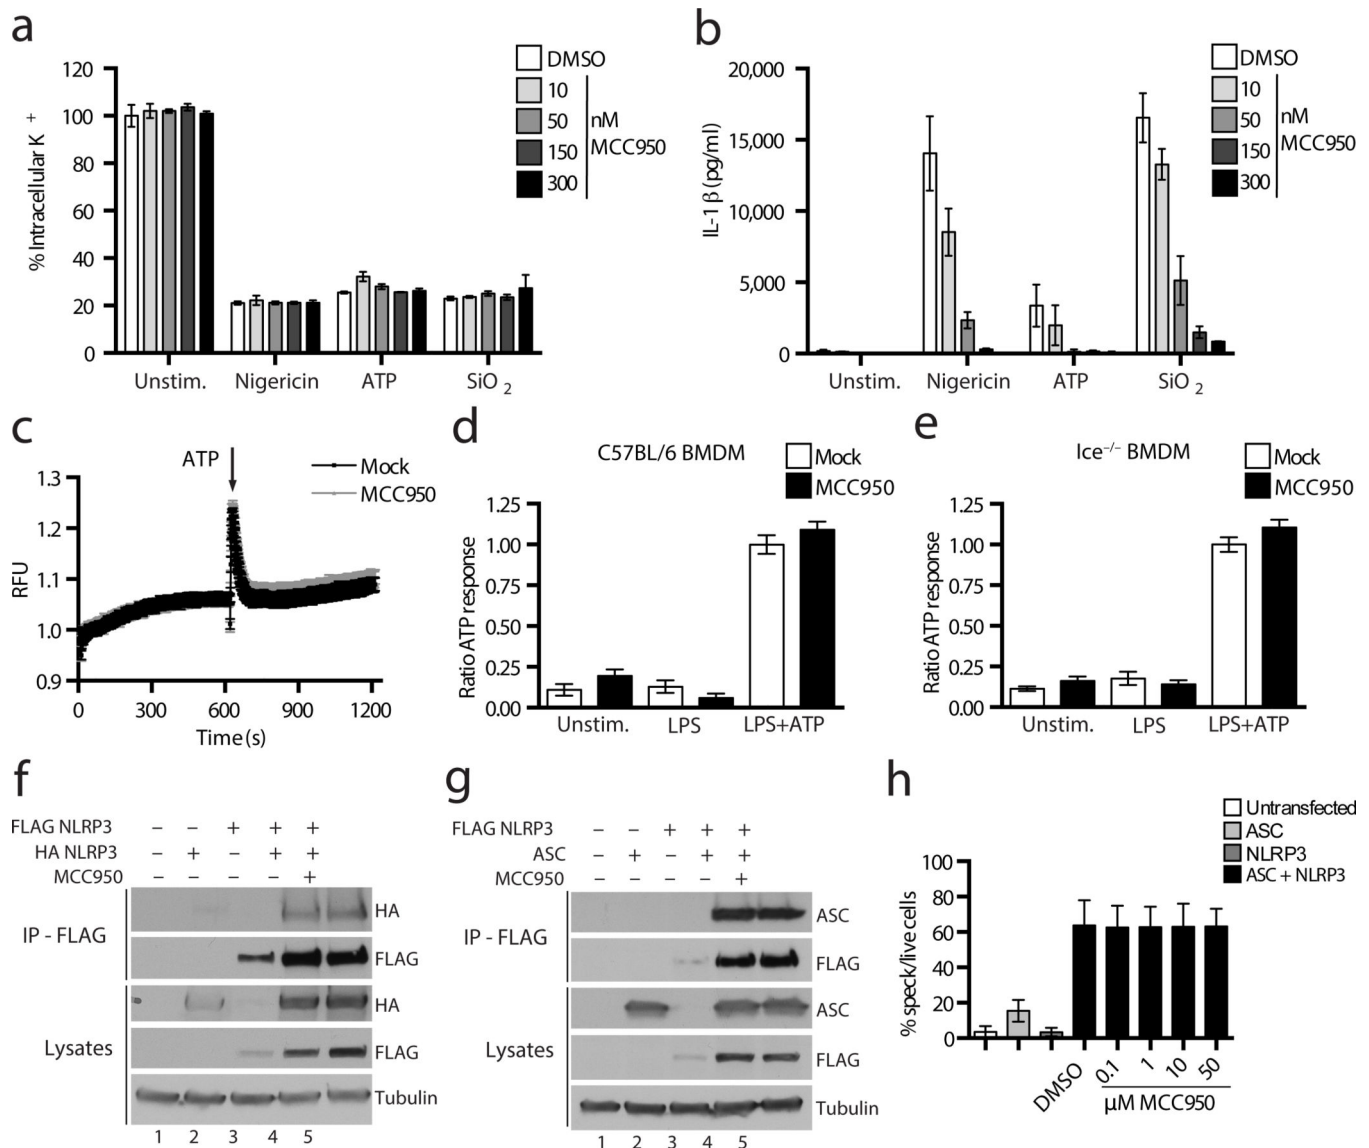 a
DMSO
10
50
150
300
nM
MCC950
% Intracellular K +
120
100
80
60
40
20
0
Unstim.
Nigericin
ATP
SiO 2
b
DMSO
10
50
150
300
nM
MCC950
IL-1 β (pg/ml)
20,000
15,000
10,000
5,000
0
Unstim.
Nigericin
ATP
SiO 2
c
ATP
Mock
MCC950
RFU
1.3
1.2
1.1
1.0
0.9
0
300
600
900
1200
Time (s)
d
C57BL/6 BMDM
Mock
MCC950
Ratio ATP response
1.25
1.00
0.75
0.50
0.25
0.00
Unstim.
LPS
LPS+ATP
e
Ice–/– BMDM
Mock
MCC950
Ratio ATP response
1.25
1.00
0.75
0.50
0.25
0.00
Unstim.
LPS
LPS+ATP
f
FLAG NLRP3 – – + + +
HA NLRP3 – + – + +
MCC950 – – – – +
IP - FLAG
HA
FLAG
Lysates
HA
FLAG
Tubulin
1 2 3 4 5
g
FLAG NLRP3 – – + + +
ASC – + – + +
MCC950 – – – – +
IP - FLAG
ASC
FLAG
Lysates
ASC
FLAG
Tubulin
1 2 3 4 5
h
Untransfected
ASC
NLRP3
ASC + NLRP3
% speck/live cells
100
80
60
40
20
0
DMSO
0.1
1
10
50
μM MCC950